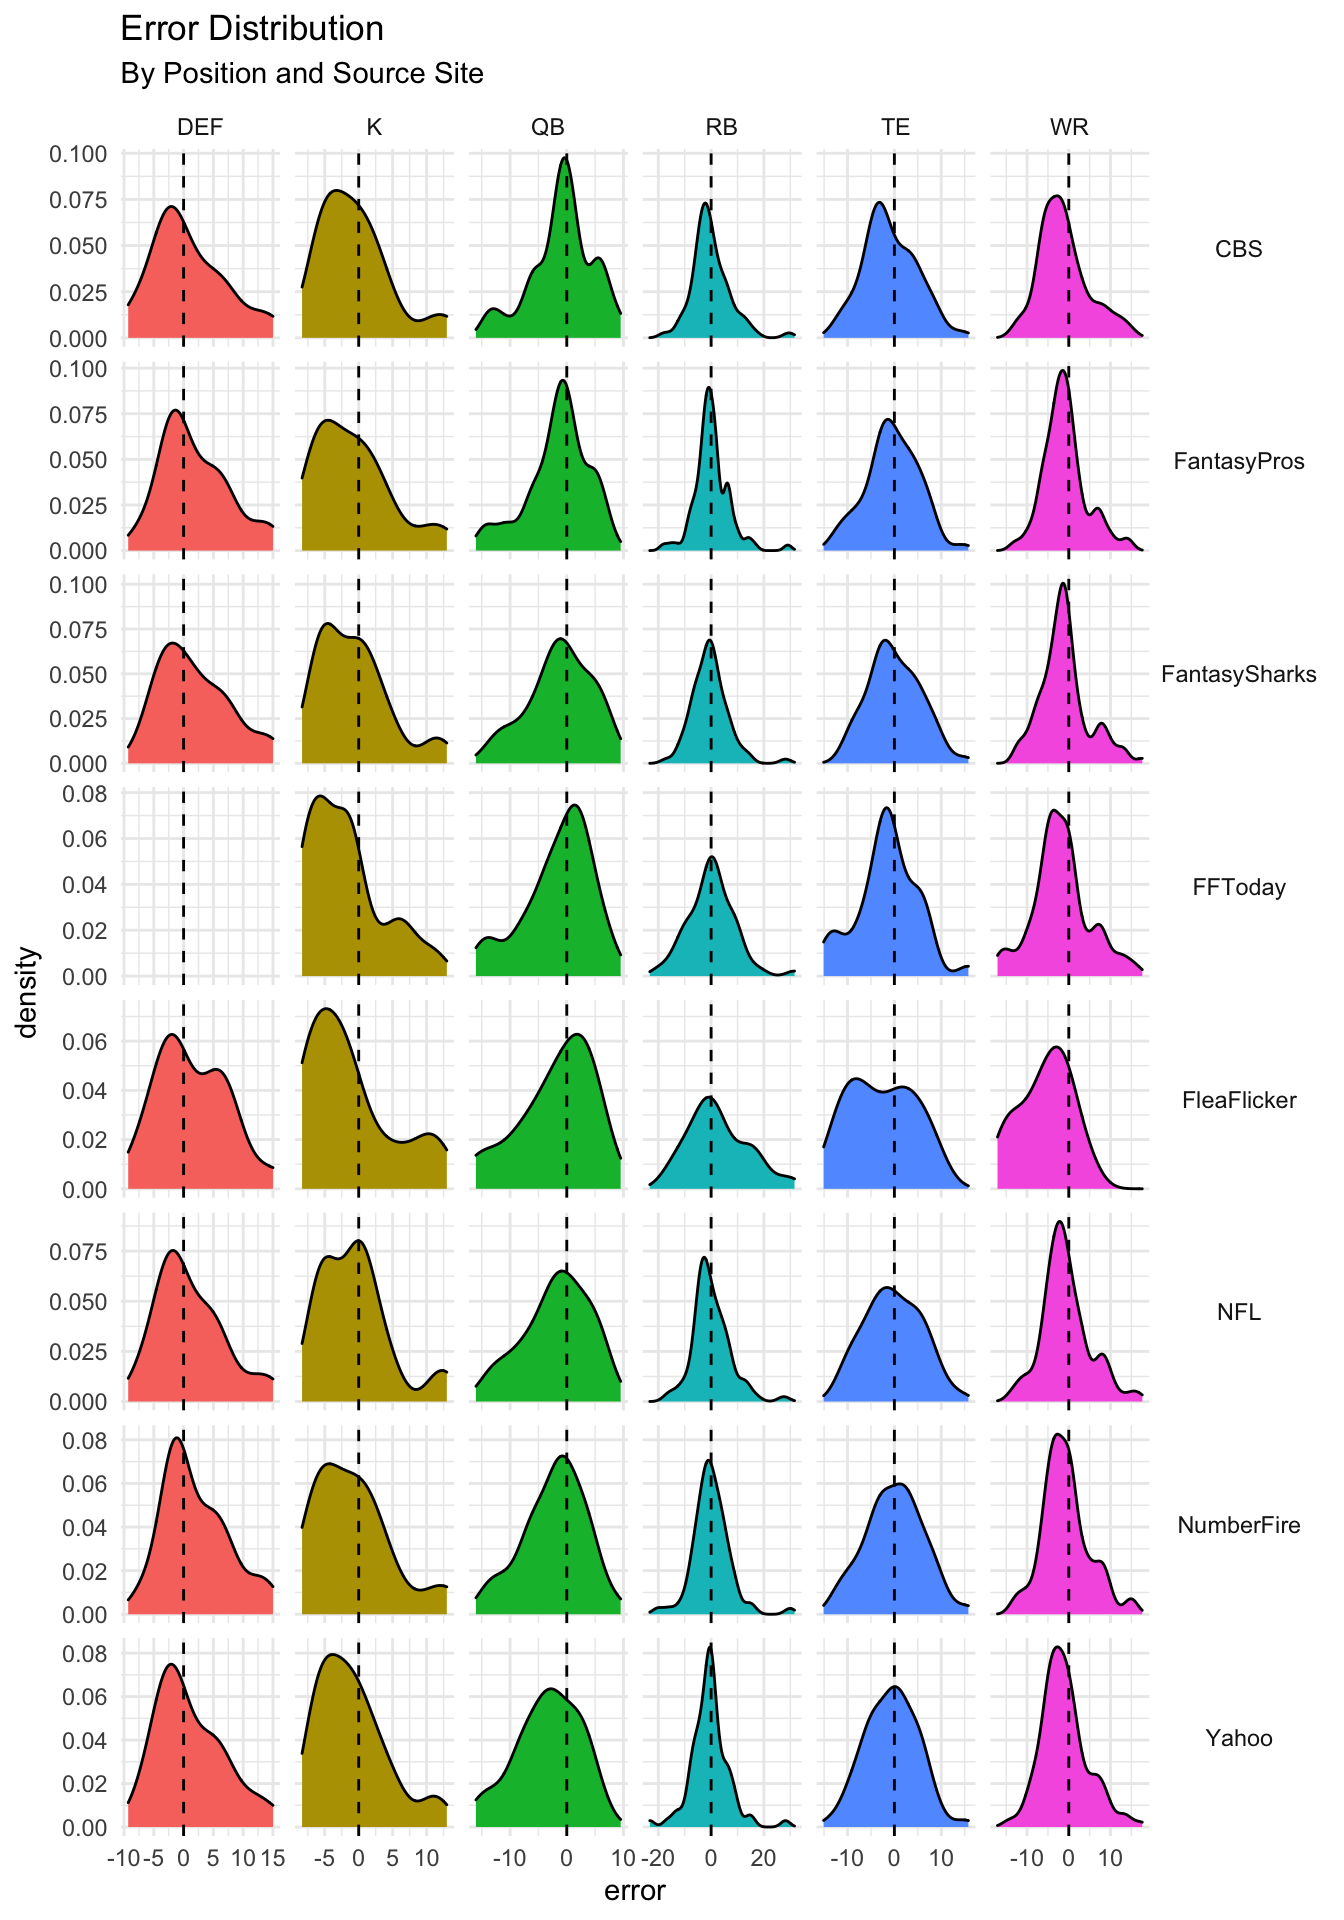 Error Distribution
By Position and Source Site
DEF K QB RB TE WR
0.100
0.075
0.050
0.025
0.000
CBS
0.100
0.075
0.050
0.025
0.000
FantasyPros
0.100
0.075
0.050
0.025
0.000
FantasySharks
0.08
0.06
0.04
0.02
0.00
FFToday
density
0.06
0.04
0.02
0.00
FleaFlicker
0.075
0.050
0.025
0.000
NFL
0.08
0.06
0.04
0.02
0.00
NumberFire
0.08
0.06
0.04
0.02
0.00
Yahoo
-10 -5 0 5 10 15 -5 0 5 10 -10 0 10 -20 0 20 -10 0 10 -10 0 10
error